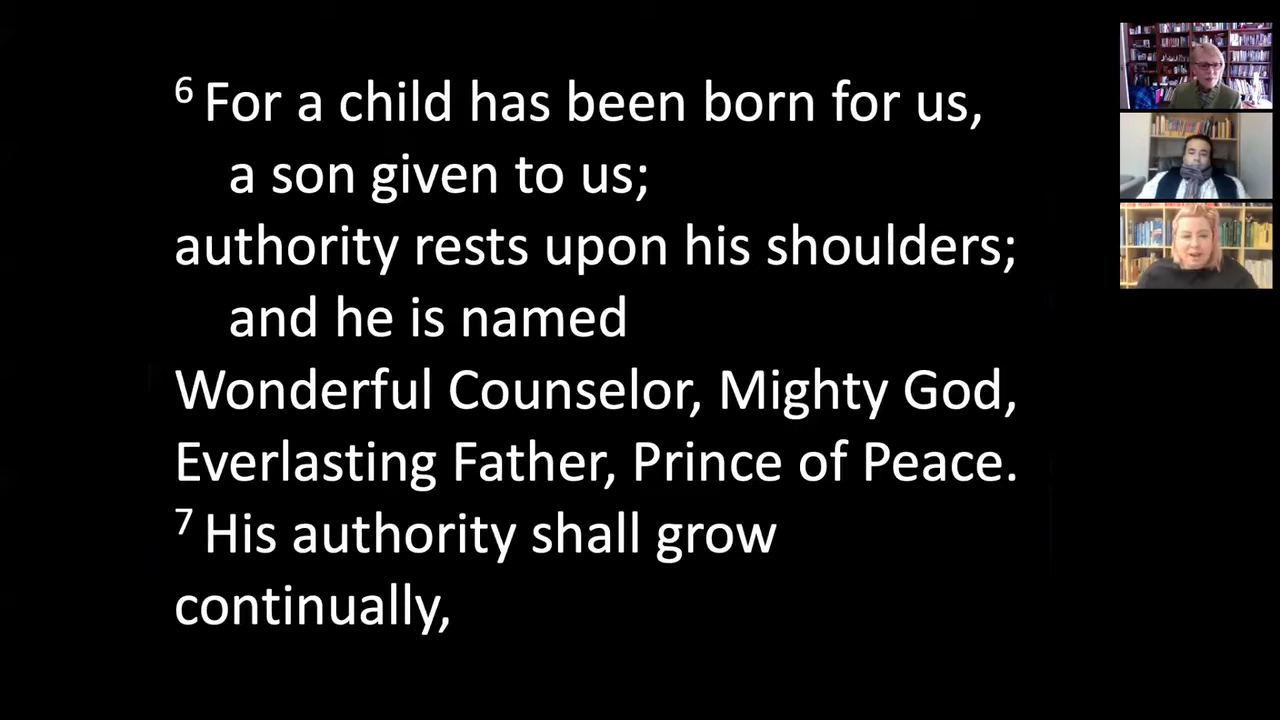 6 For a child has been born for us,
a son given to us;
authority rests upon his shoulders;
and he is named
Wonderful Counselor, Mighty God,
Everlasting Father, Prince of Peace.
7 His authority shall grow
continually,